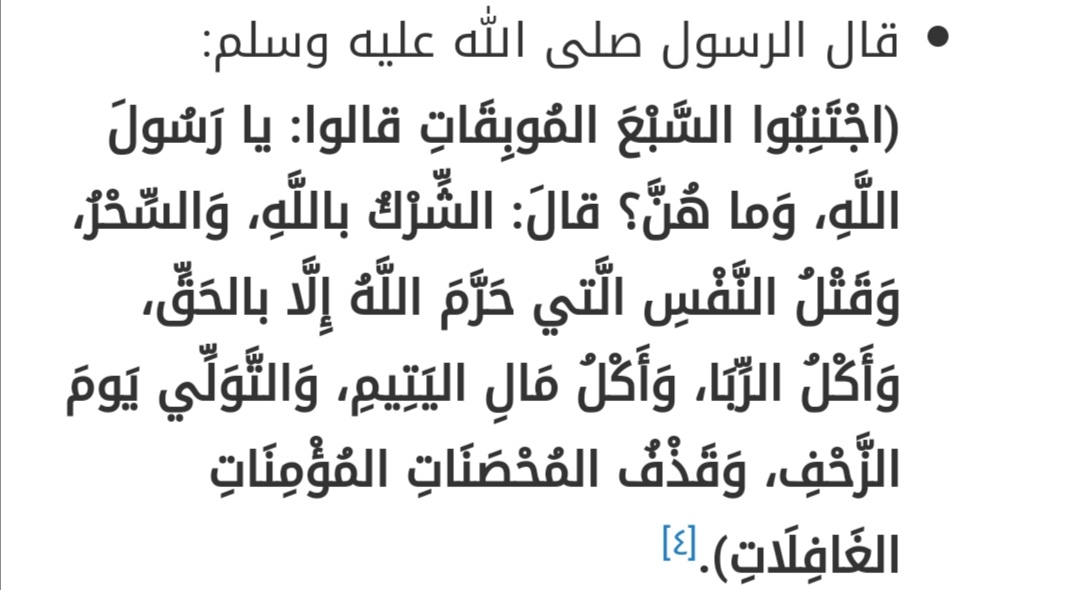 • قال الرسول صلى الله عليه وسلم:
(اجْتَنِبُوا السَّبْعَ المُوبِقَاتِ قالوا: يا رَسُولَ
اللَّهِ، وَما هُنَّ؟ قالَ: الشِّرْكُ باللَّهِ، وَالسِّحْرُ،
وَقَتْلُ النَّفْسِ الَّتي حَرَّمَ اللَّهُ إِلَّا بالحَقِّ،
وَأَكْلُ الرِّبَا، وَأَكْلُ مَالِ اليَتِيمِ، وَالتَّوَلِّي يَومَ
الزَّحْفِ، وَقَذْفُ المُحْصَنَاتِ المُؤْمِنَاتِ
الغَافِلَاتِ).[٤]